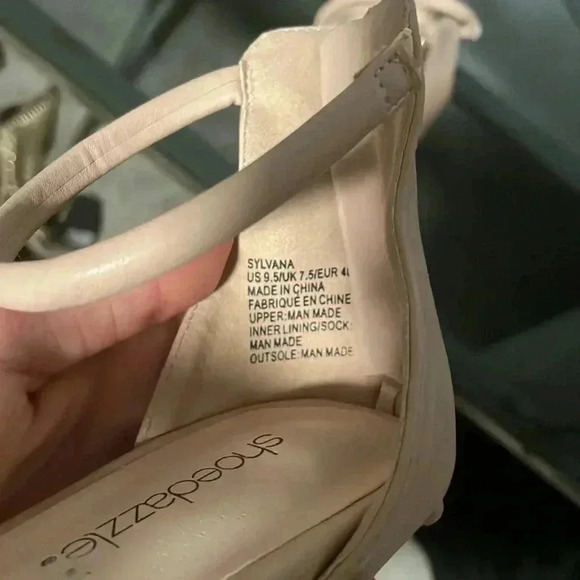 SYLVANA
US 9.5/UK 7.5/EUR
MADE IN CHINA
FABRIQUÉ EN CHINE
UPPER:MAN MADE
INNER LINING/SOCK:
MAN MADE
OUTSOLE:MAN MADE
shoedazzle